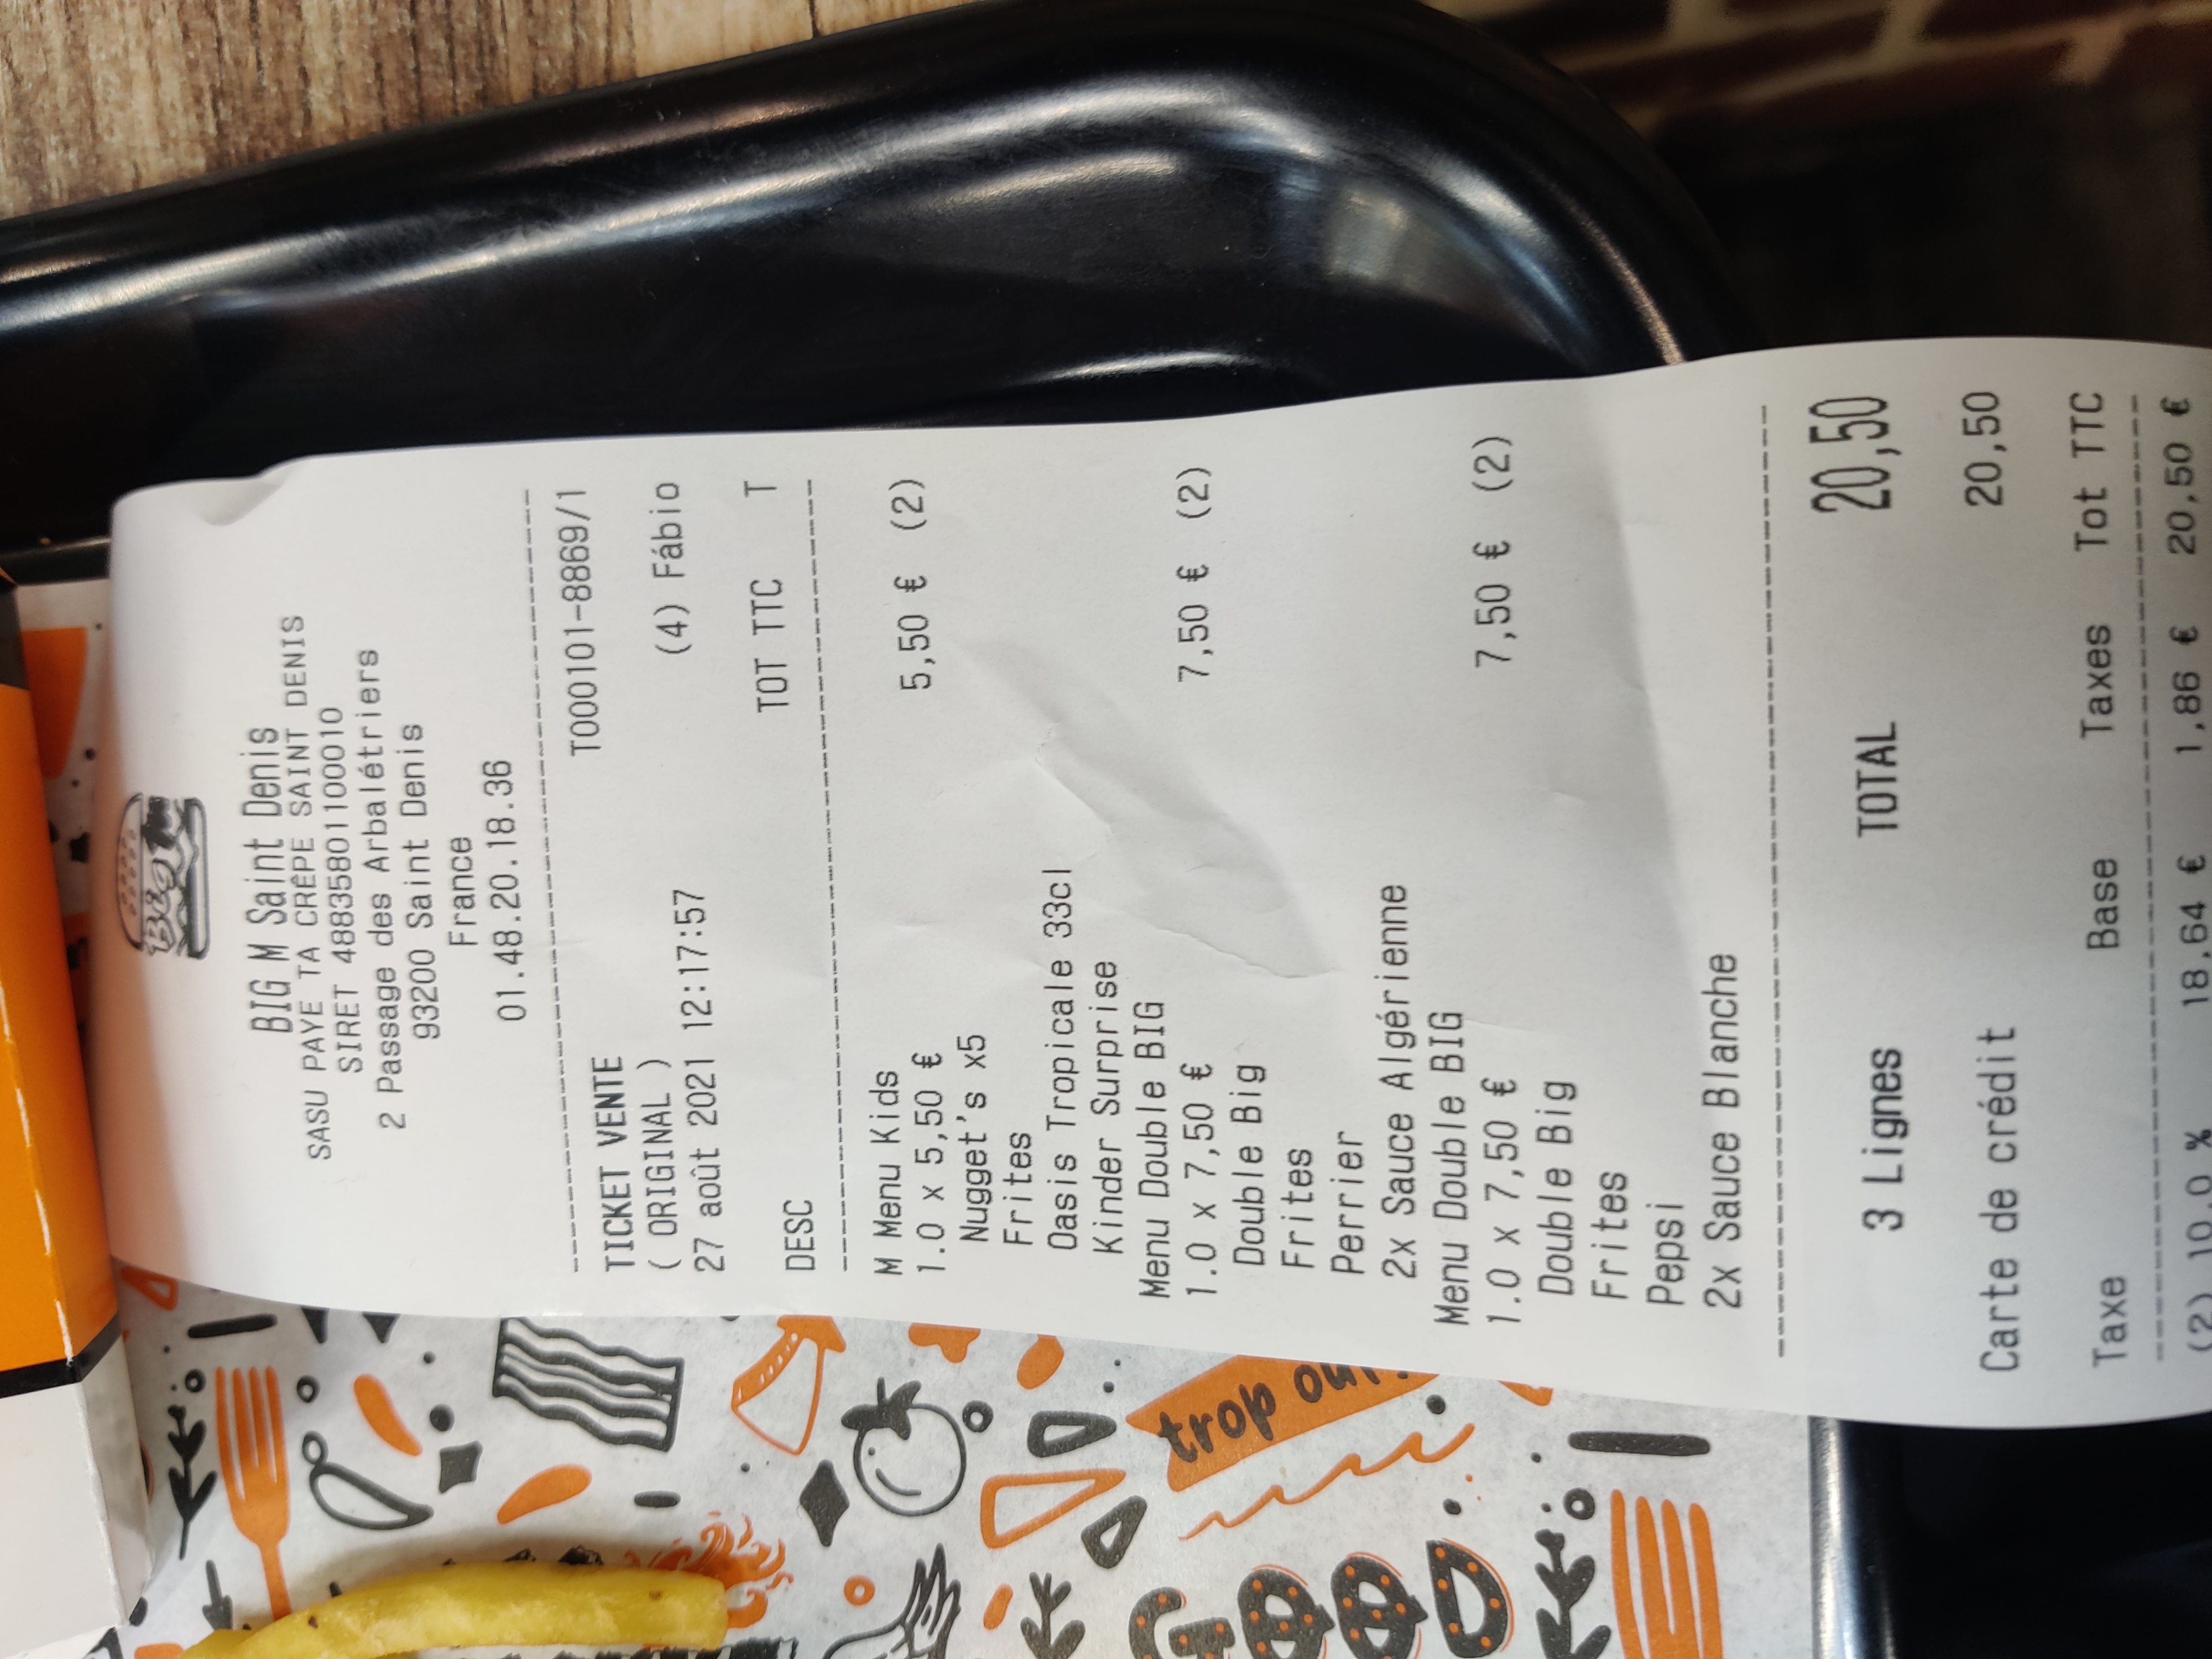 Big M
BIG M Saint Denis
SASU PAYE TA CRÊPE SAINT DENIS
SIRET 48835801100010
2 Passage des Arbalétriers
93200 Saint Denis
France
01.48.20.18.36
TICKET VENTE T000101-8869/1
( ORIGINAL )
27 août 2021 12:17:57 (4) Fábio
DESC TOT TTC T
M Menu Kids
1.0 x 5,50 € 5,50 € (2)
Nugget's x5
Frites
Oasis Tropicale 33cl
Kinder Surprise
Menu Double BIG
1.0 x 7,50 € 7,50 € (2)
Double Big
Frites
Perrier
2x Sauce Algérienne
Menu Double BIG
1.0 x 7,50 € 7,50 € (2)
Double Big
Frites
Pepsi
2x Sauce Blanche
3 Lignes TOTAL 20,50
Carte de crédit 20,50
Taxe Base Taxes Tot TTC
(2) 10.0 % 18,64 € 1,86 € 20,50 €
trop
GOOD